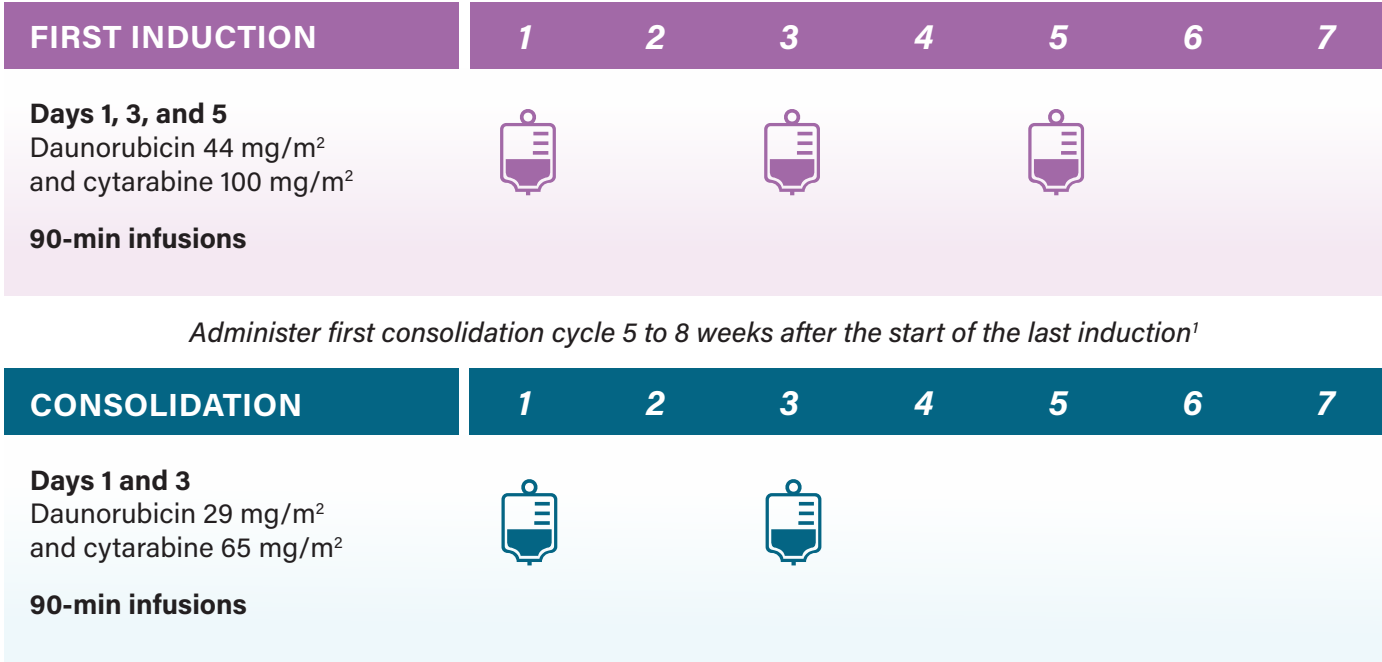 FIRST INDUCTION 1 2 3 4 5 6 7
Days 1, 3, and 5
Daunorubicin 44 mg/m²
and cytarabine 100 mg/m²
90-min infusions
Administer first consolidation cycle 5 to 8 weeks after the start of the last induction¹
CONSOLIDATION 1 2 3 4 5 6 7
Days 1 and 3
Daunorubicin 29 mg/m²
and cytarabine 65 mg/m²
90-min infusions